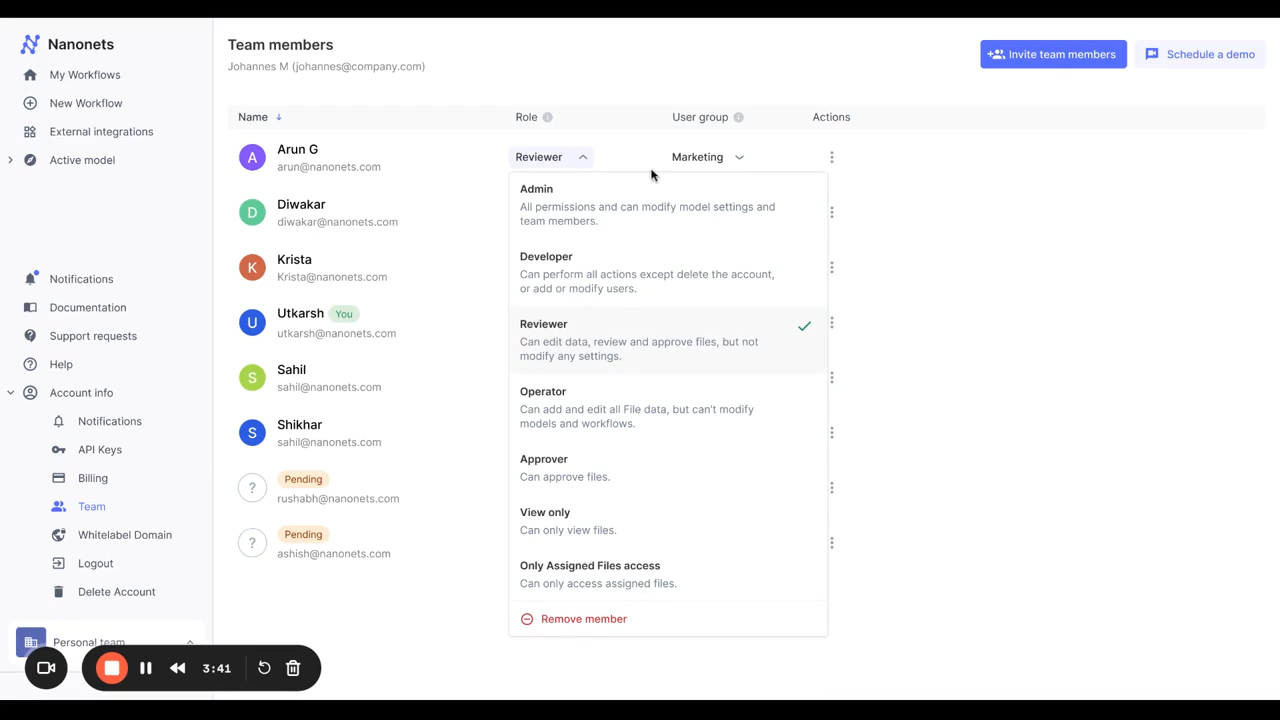 Nanonets
My Workflows
New Workflow
External integrations
Active model
Notifications
Documentation
Support requests
Help
Account info
Notifications
API Keys
Billing
Team
Whitelabel Domain
Logout
Delete Account
Personal team
3:41
Team members
Johannes M (johannes@company.com)
Invite team members
Schedule a demo
Name
Role
User group
Actions
A
Arun G
arun@nanonets.com
Reviewer
Marketing
D
Diwakar
diwakar@nanonets.com
K
Krista
Krista@nanonets.com
U
Utkarsh You
utkarsh@nanonets.com
S
Sahil
sahil@nanonets.com
S
Shikhar
sahil@nanonets.com
?
Pending
rushabh@nanonets.com
?
Pending
ashish@nanonets.com
Admin
All permissions and can modify model settings and
team members.
Developer
Can perform all actions except delete the account,
or add or modify users.
Reviewer
Can edit data, review and approve files, but not
modify any settings.
Operator
Can add and edit all File data, but can't modify
models and workflows.
Approver
Can approve files.
View only
Can only view files.
Only Assigned Files access
Can only access assigned files.
Remove member